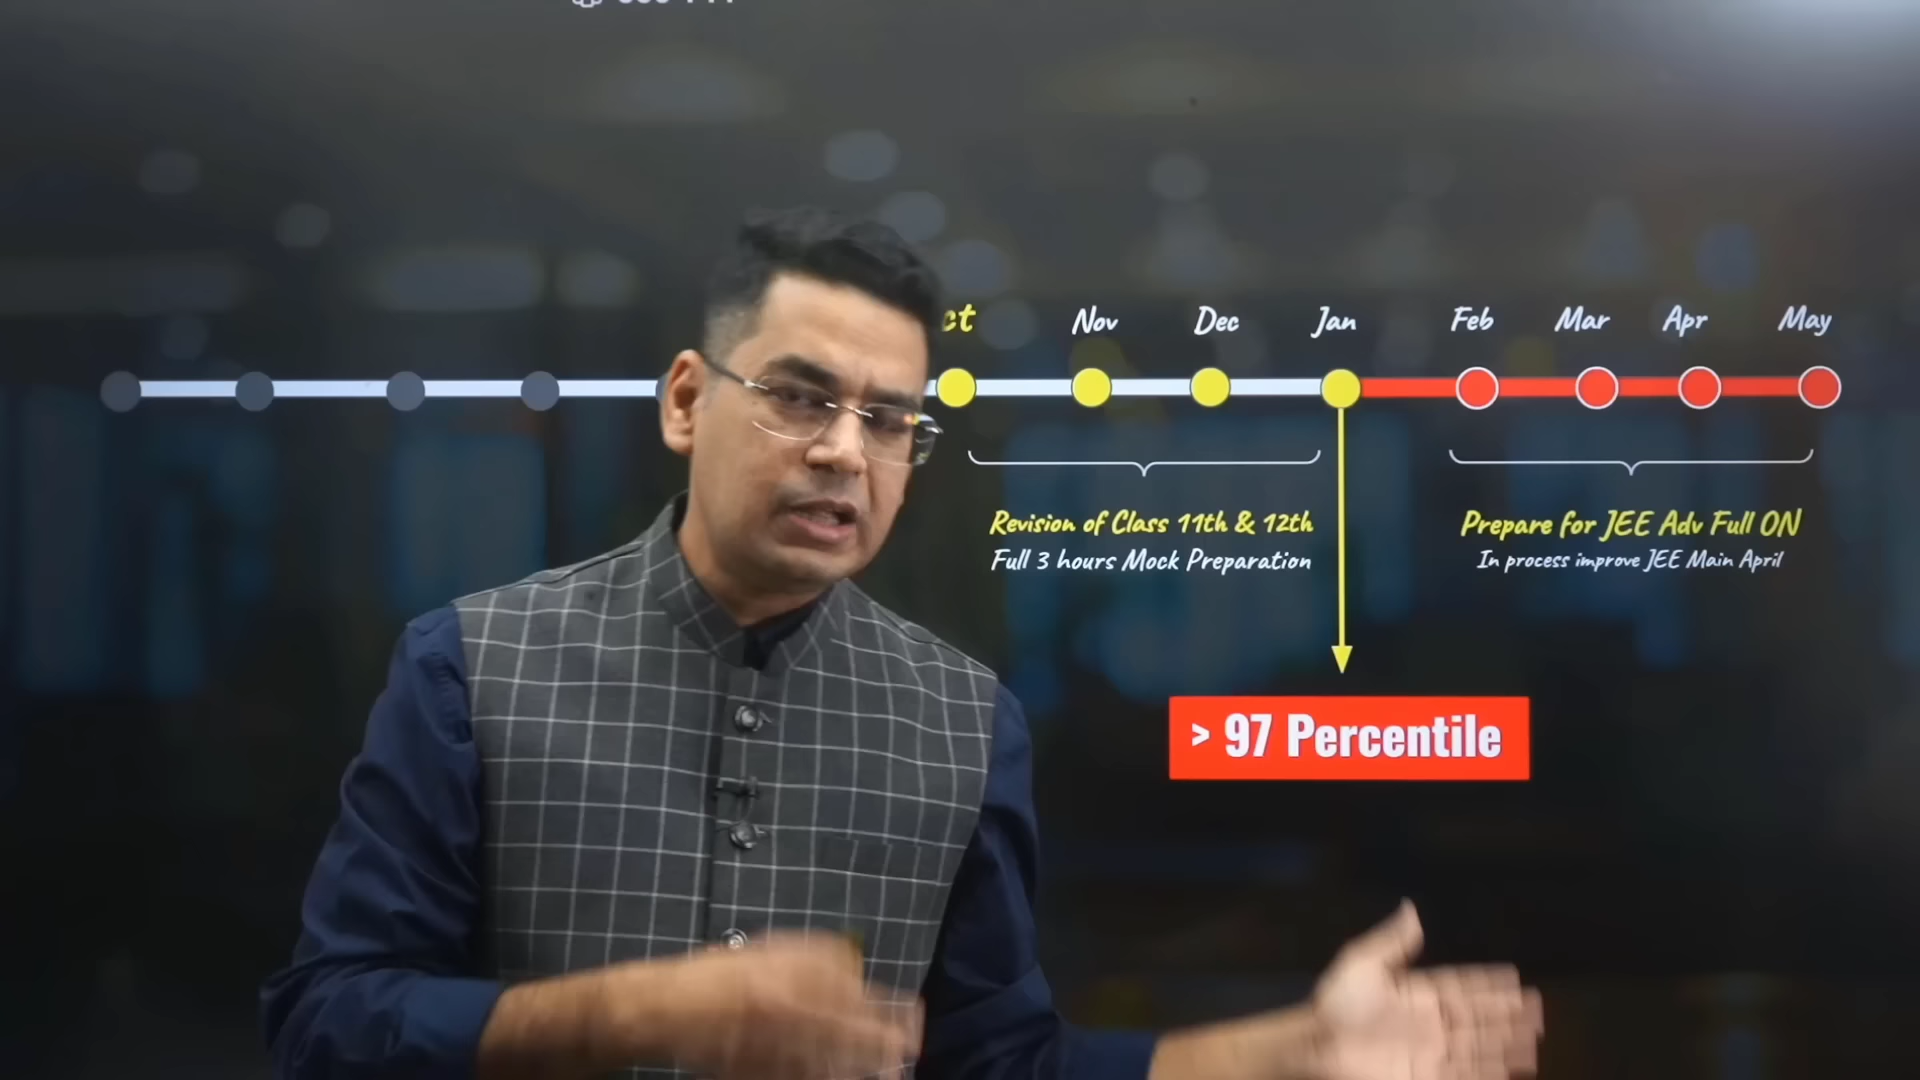 Nov Dec Jan Feb Mar Apr May
Revision of Class 11th & 12th
Full 3 hours Mock Preparation
Prepare for JEE Adv Full ON
In process improve JEE Main April
> 97 Percentile